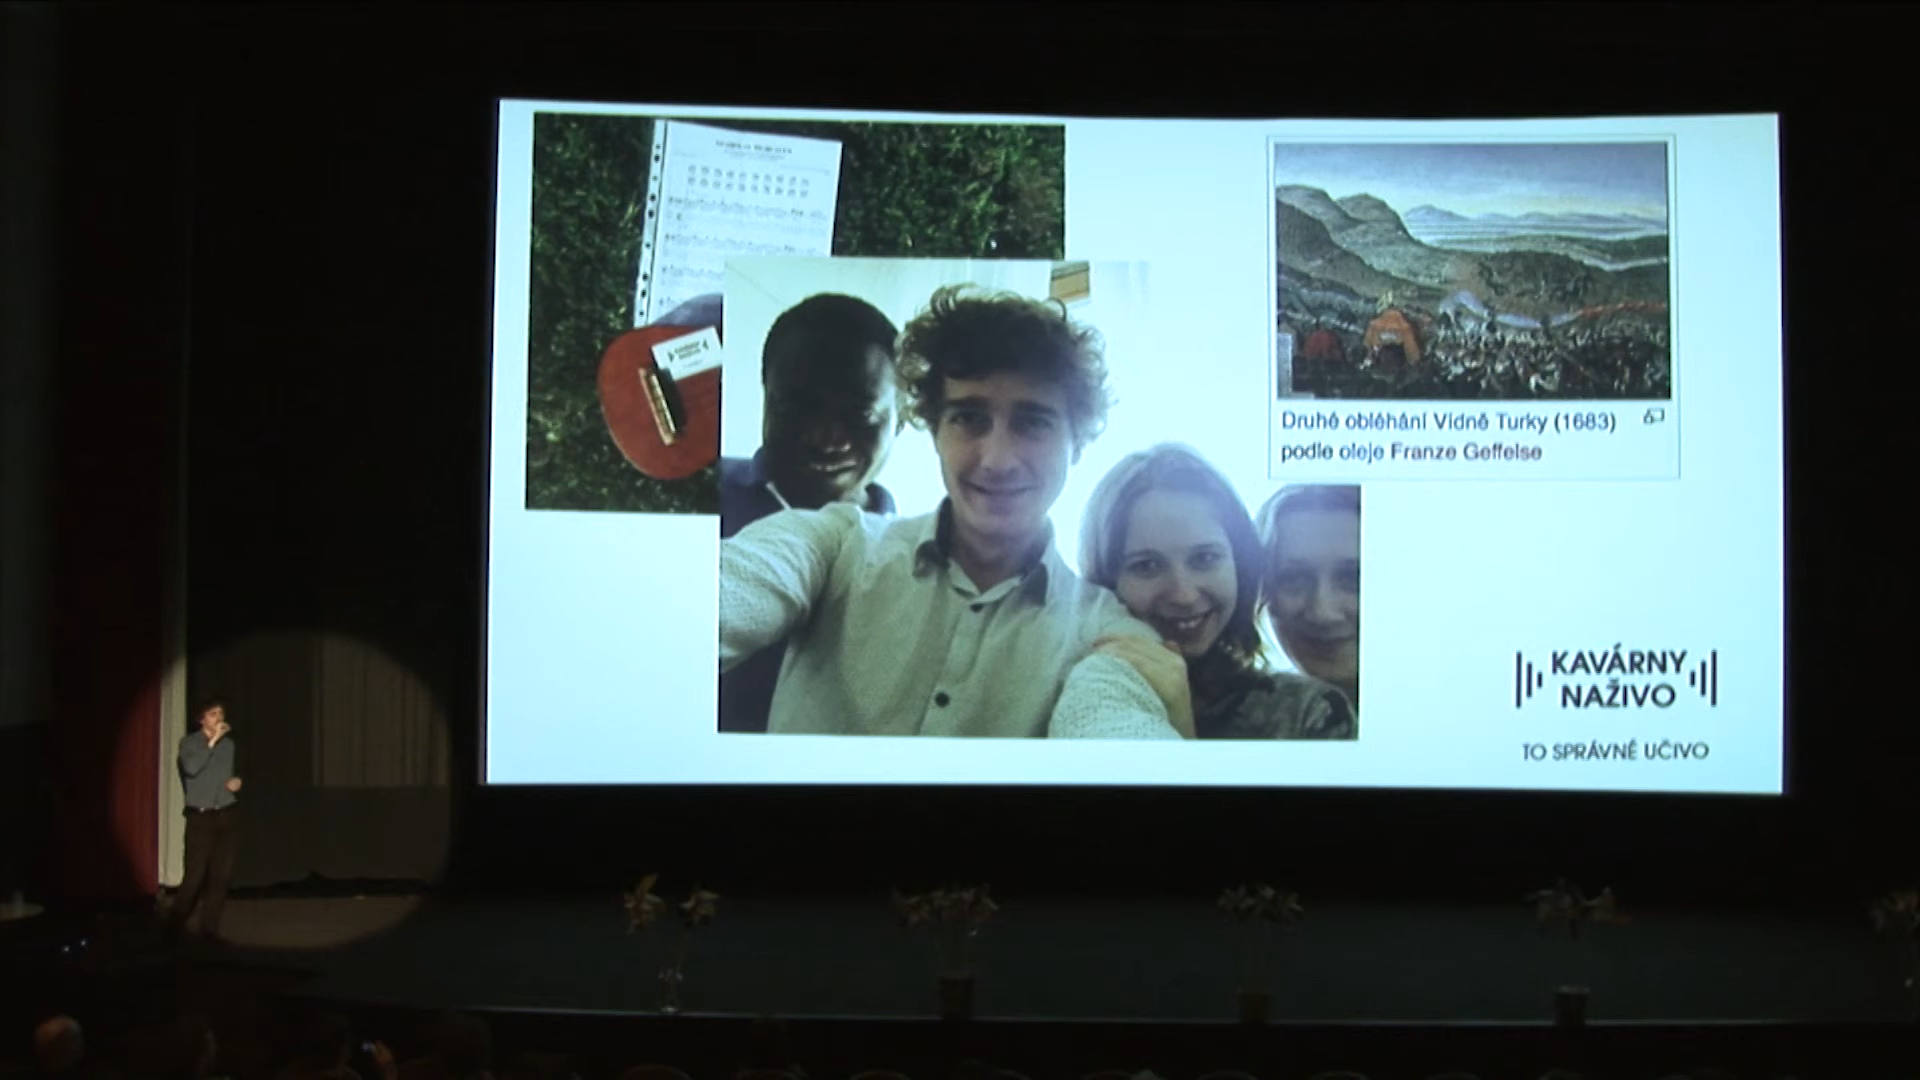 Druhé obléhání Vídně Turky (1683)
podle oleje Franze Geffelse
KAVÁRNY
NAŽIVO
TO SPRÁVNÉ UČIVO